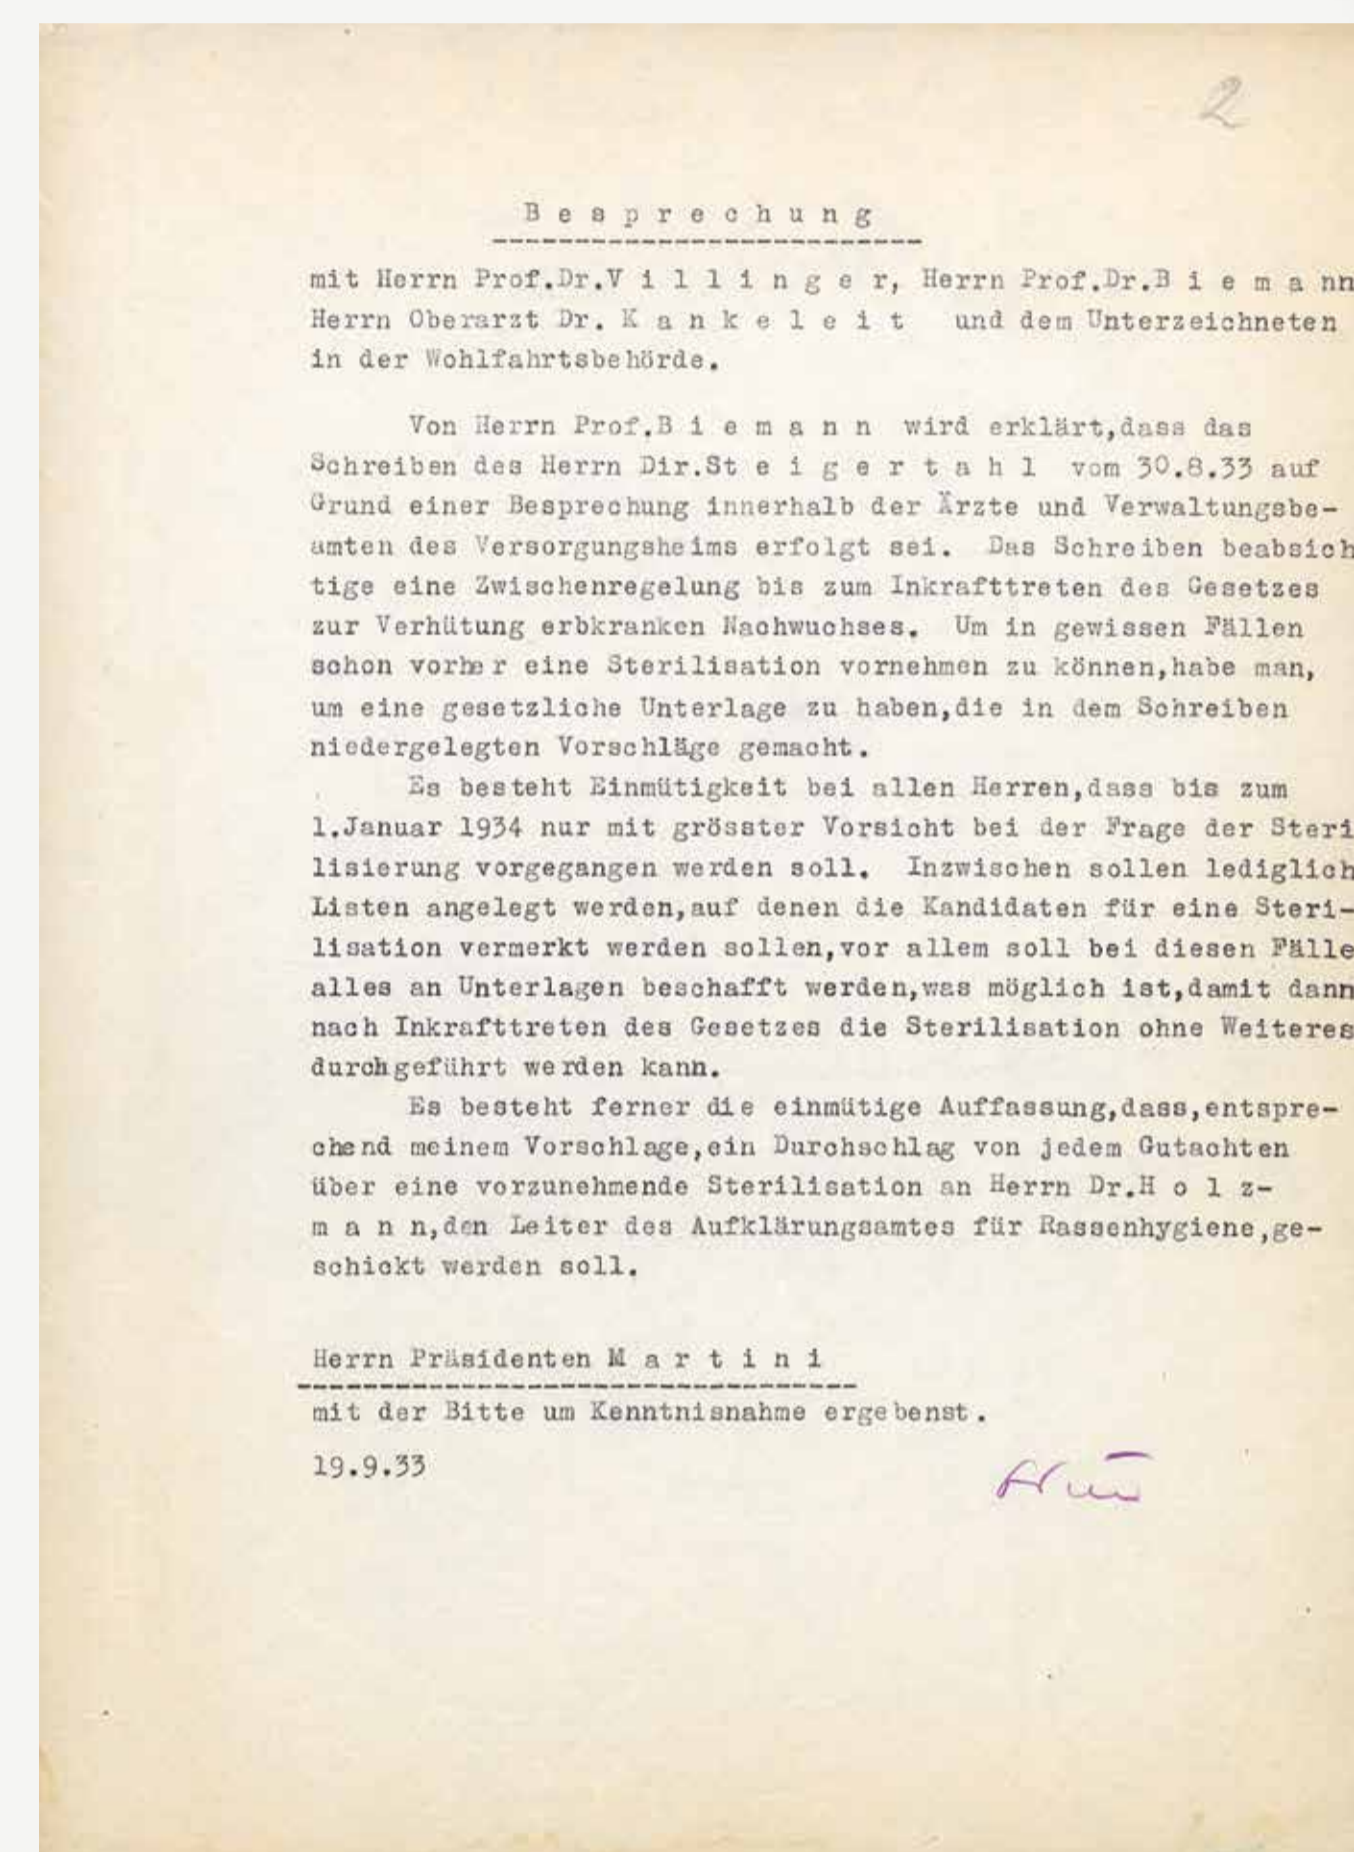 2
B e s p r e c h u n g
mit Herrn Prof.Dr.V i l l i n g e r, Herrn Prof.Dr.B i e m a nn
Herrn Oberarzt Dr. K a n k e l e i t und dem Unterzeichneten
in der Wohlfahrtsbehörde.
Von Herrn Prof.B i e m a n n wird erklärt,dass das
Schreiben des Herrn Dir.St e i g e r t a h l vom 30.8.33 auf
Grund einer Besprechung innerhalb der Ärzte und Verwaltungsbe-
amten des Versorgungsheims erfolgt sei. Das Schreiben beabsich
tige eine Zwischenregelung bis zum Inkrafttreten des Gesetzes
zur Verhütung erbkranken Nachwuchses. Um in gewissen Fällen
schon vorher eine Sterilisation vornehmen zu können,habe man,
um eine gesetzliche Unterlage zu haben,die in dem Schreiben
niedergelegten Vorschläge gemacht.
Es besteht Einmütigkeit bei allen Herren,dass bis zum
1.Januar 1934 nur mit grösster Vorsicht bei der Frage der Steri
lisierung vorgegangen werden soll. Inzwischen sollen lediglich
Listen angelegt werden,auf denen die Kandidaten für eine Steri-
lisation vermerkt werden sollen,vor allem soll bei diesen Fälle
alles an Unterlagen beschafft werden,was möglich ist,damit dann
nach Inkrafttreten des Gesetzes die Sterilisation ohne Weiteres
durchgeführt werden kann.
Es besteht ferner die einmütige Auffassung,dass,entspre-
chend meinem Vorschlage,ein Durchschlag von jedem Gutachten
über eine vorzunehmende Sterilisation an Herrn Dr.H o l z-
m a n n,den Leiter des Aufklärungsamtes für Rassenhygiene,ge-
schickt werden soll.
Herrn Präsidenten M a r t i n i
mit der Bitte um Kenntnisnahme ergebenst.
19.9.33